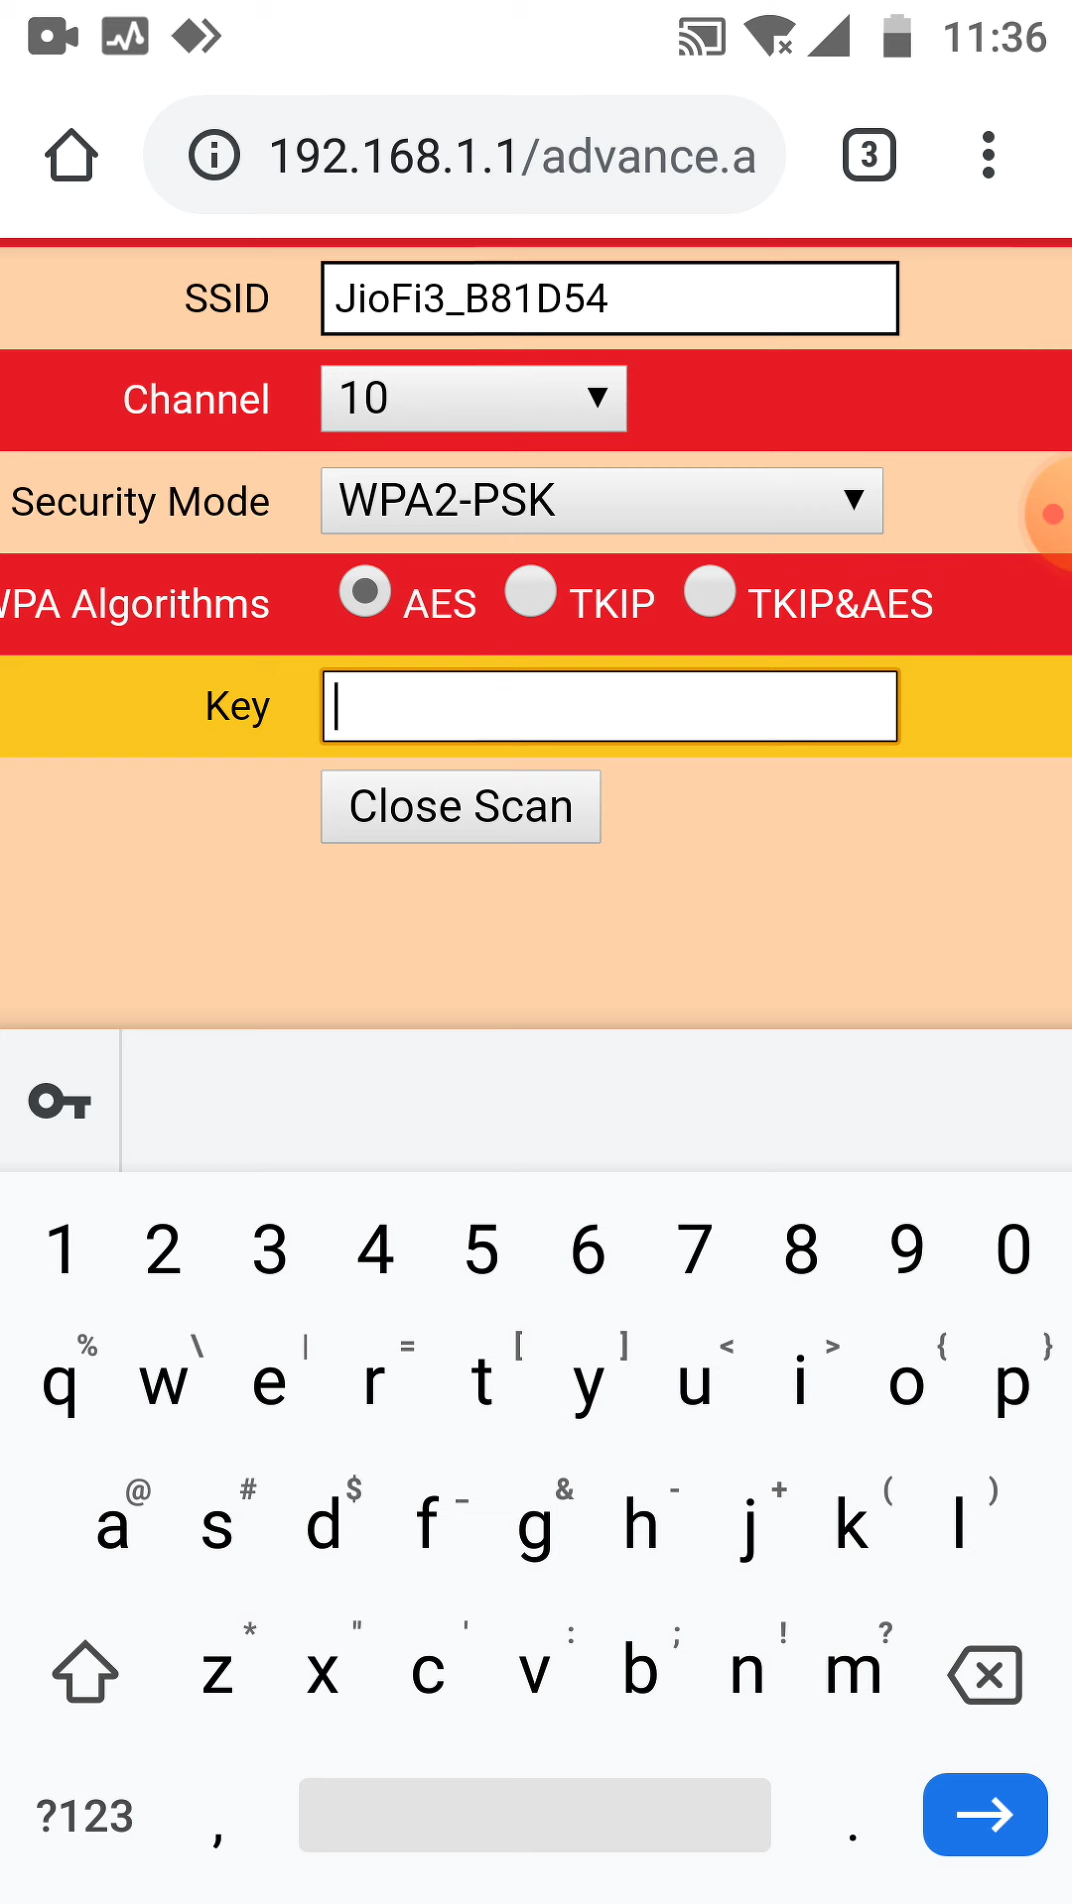 11:36
192.168.1.1/advance.a
3
SSID JioFi3_B81D54
Channel 10
Security Mode WPA2-PSK
WPA Algorithms AES TKIP TKIP&AES
Key
Close Scan
1 2 3 4 5 6 7 8 9 0
% \ | = [ ] < > { }
q w e r t y u i o p
@ # $ _ & - + ( )
a s d f g h j k l
* " ' : ; ! ?
z x c v b n m
?123 , .